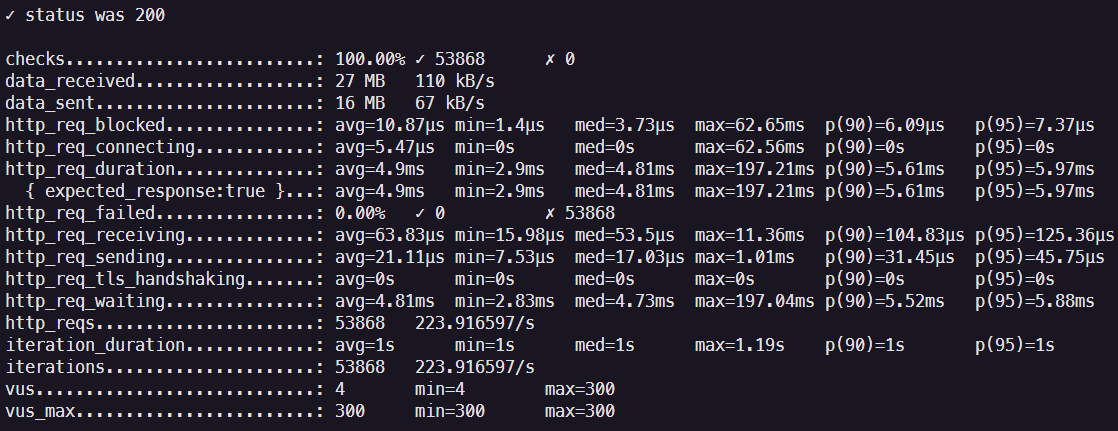 ✓ status was 200
checks.........................: 100.00% ✓ 53868      ✗ 0
data_received..................: 27 MB   110 kB/s
data_sent......................: 16 MB   67 kB/s
http_req_blocked...............: avg=10.87µs min=1.4µs   med=3.73µs  max=62.65ms  p(90)=6.09µs   p(95)=7.37µs
http_req_connecting............: avg=5.47µs  min=0s      med=0s      max=62.56ms  p(90)=0s       p(95)=0s
http_req_duration..............: avg=4.9ms   min=2.9ms   med=4.81ms  max=197.21ms p(90)=5.61ms   p(95)=5.97ms
  { expected_response:true }...: avg=4.9ms   min=2.9ms   med=4.81ms  max=197.21ms p(90)=5.61ms   p(95)=5.97ms
http_req_failed................: 0.00%   ✓ 0          ✗ 53868
http_req_receiving.............: avg=63.83µs min=15.98µs med=53.5µs  max=11.36ms  p(90)=104.83µs p(95)=125.36µs
http_req_sending...............: avg=21.11µs min=7.53µs  med=17.03µs max=1.01ms   p(90)=31.45µs  p(95)=45.75µs
http_req_tls_handshaking.......: avg=0s      min=0s      med=0s      max=0s       p(90)=0s       p(95)=0s
http_req_waiting...............: avg=4.81ms  min=2.83ms  med=4.73ms  max=197.04ms p(90)=5.52ms   p(95)=5.88ms
http_reqs......................: 53868   223.916597/s
iteration_duration.............: avg=1s      min=1s      med=1s      max=1.19s    p(90)=1s       p(95)=1s
iterations.....................: 53868   223.916597/s
vus............................: 4       min=4        max=300
vus_max........................: 300     min=300      max=300